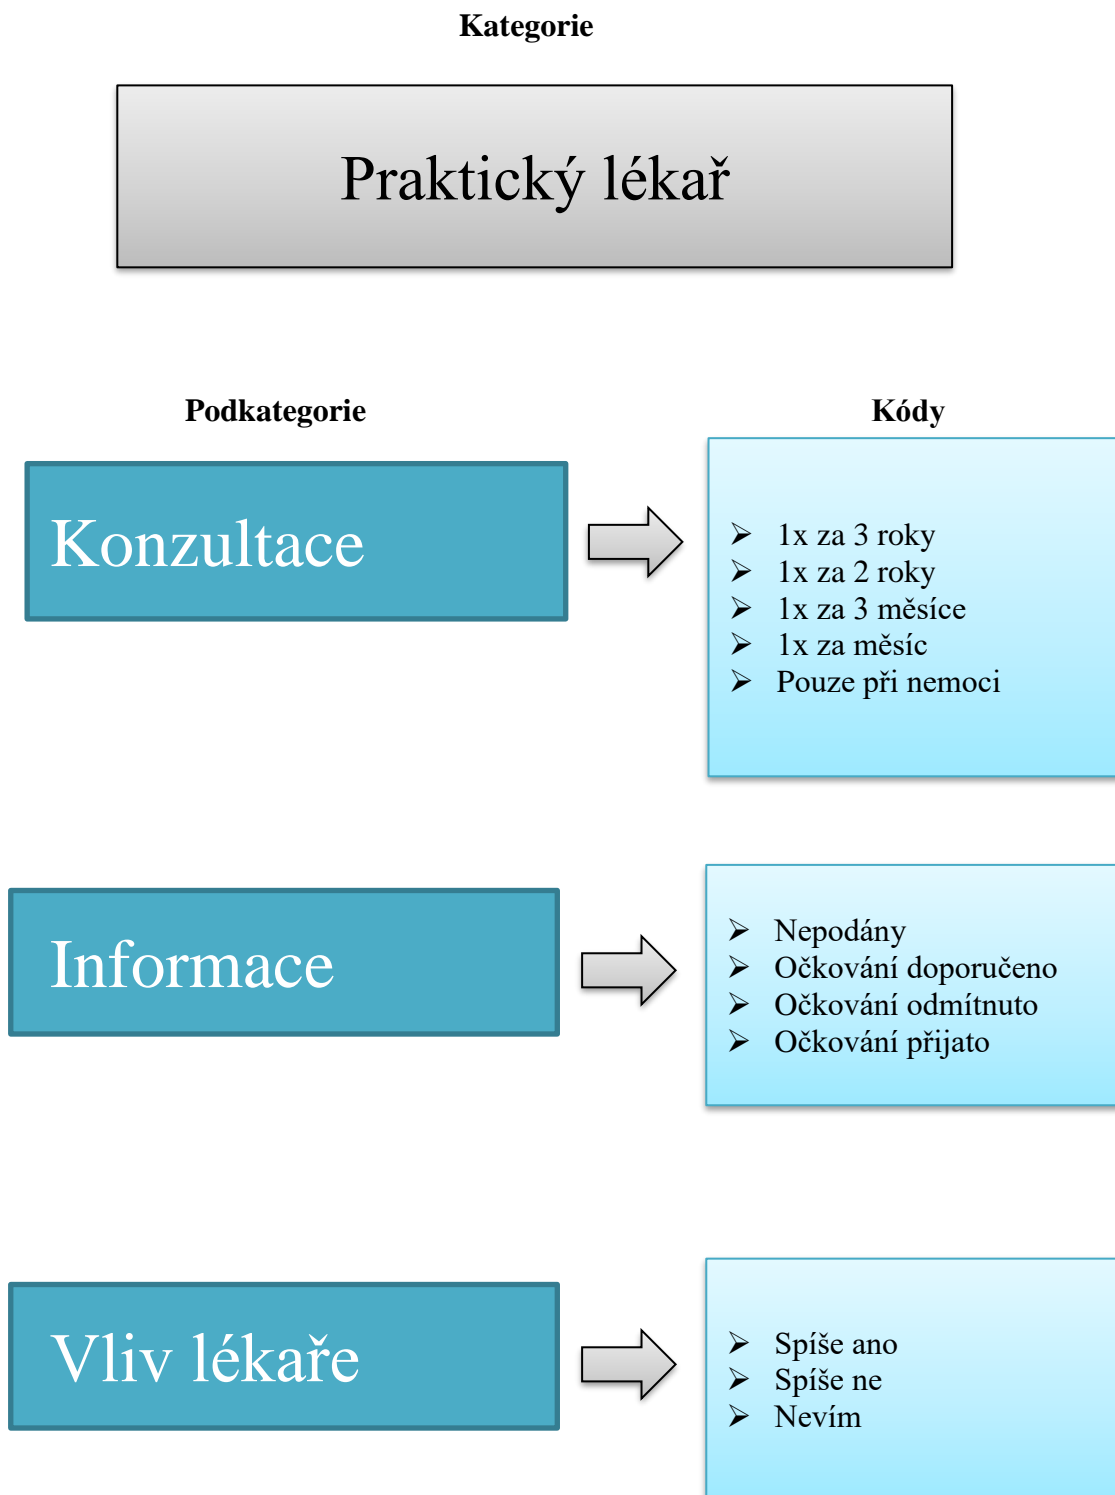 Kategorie
Praktický lékař
Podkategorie
Kódy
Konzultace
1x za 3 roky
1x za 2 roky
1x za 3 měsíce
1x za měsíc
Pouze při nemoci
Informace
Nepodány
Očkování doporučeno
Očkování odmítnuto
Očkování přijato
Vliv lékaře
Spíše ano
Spíše ne
Nevím